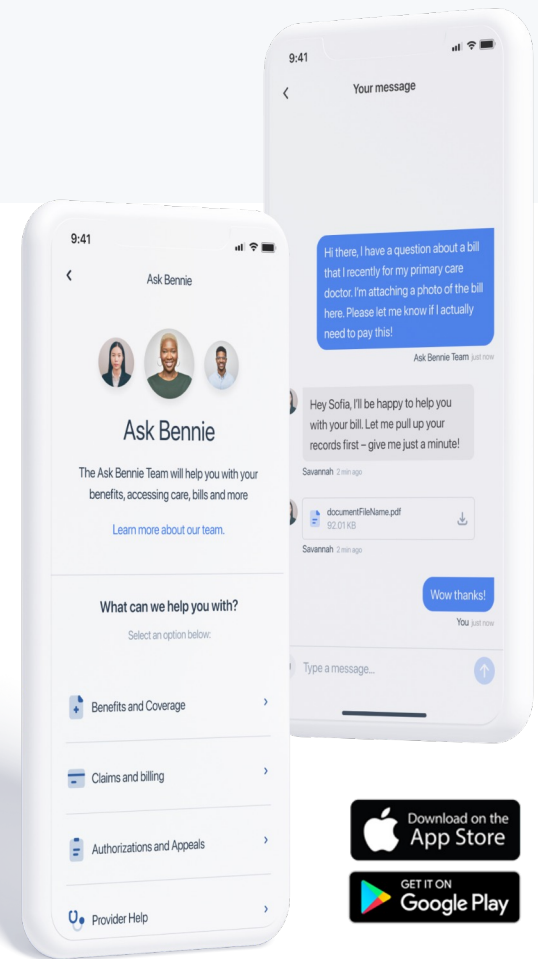 9:41
Ask Bennie
Ask Bennie
The Ask Bennie Team will help you with your
benefits, accessing care, bills and more
Learn more about our team.
What can we help you with?
Select an option below:
Benefits and Coverage
Claims and billing
Authorizations and Appeals
Provider Help
9:41
Your message
Hi there, I have a question about a bill
that I recently for my primary care
doctor. I'm attaching a photo of the bill
here. Please let me know if I actually
need to pay this!
Ask Bennie Team just now
Hey Sofia, I'll be happy to help you
with your bill. Let me pull up your
records first – give me just a minute!
Savannah 2 min ago
documentFileName.pdf
92.01 KB
Savannah 2 min ago
Wow thanks!
You just now
Type a message...
Download on the
App Store
GET IT ON
Google Play